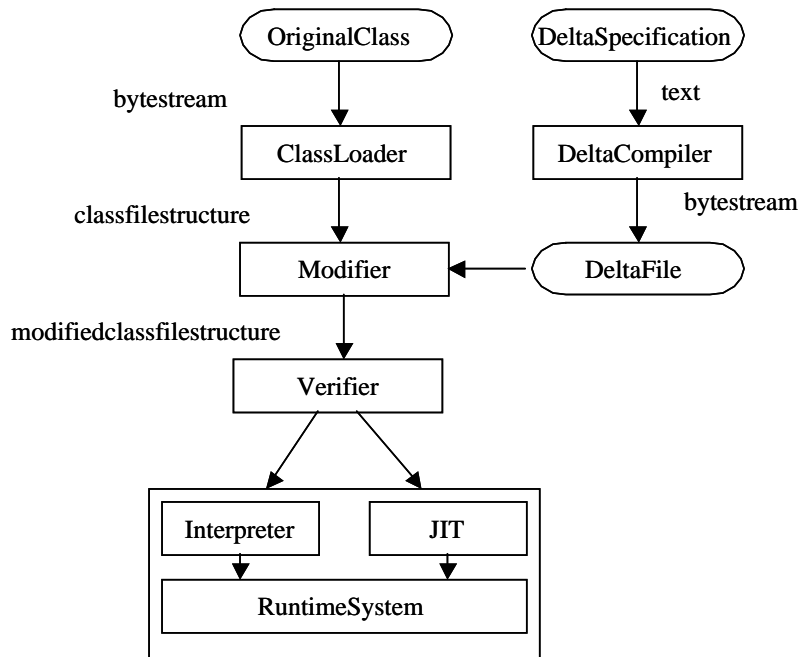 OriginalClass
DeltaSpecification
bytestream
text
ClassLoader
DeltaCompiler
classfilestructure
bytestream
Modifier
DeltaFile
modifiedclassfilestructure
Verifier
Interpreter
JIT
RuntimeSystem